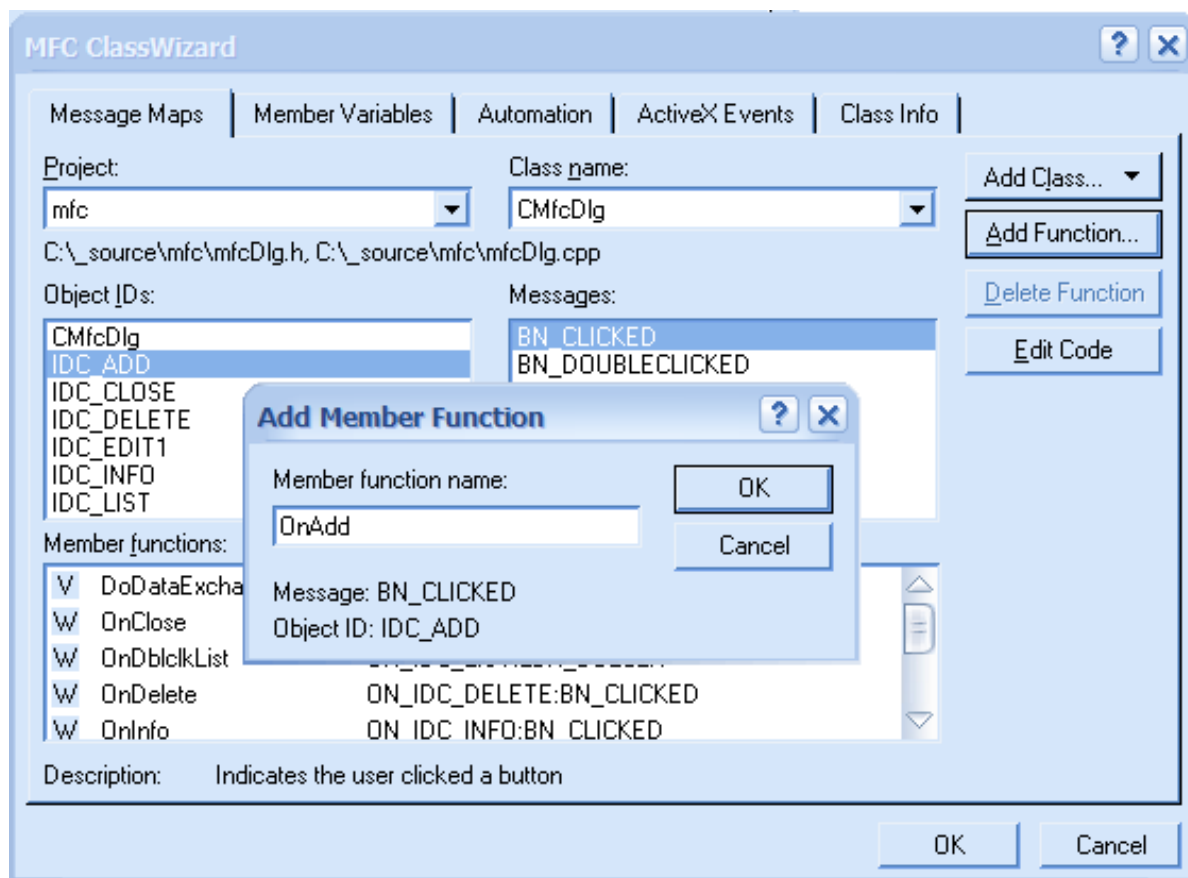 MFC ClassWizard
Message Maps Member Variables Automation ActiveX Events Class Info
Project: Class name:
Add Class...
mfc CMfcDlg
Add Function...
C:\_source\mfc\mfcDlg.h, C:\_source\mfc\mfcDlg.cpp
Object IDs: Messages:
Delete Function
CMfcDlg BN_CLICKED
IDC_ADD BN_DOUBLECLICKED
Edit Code
IDC_CLOSE
IDC_DELETE
IDC_EDIT1
IDC_INFO
IDC_LIST
Add Member Function
Member function name:
OK
OnAdd
Cancel
Message: BN_CLICKED
Object ID: IDC_ADD
Member functions:
V DoDataExcha
W OnClose
W OnDblclkList
W OnDelete ON_IDC_DELETE:BN_CLICKED
W OnInfo ON_IDC_INFO:BN_CLICKED
Description: Indicates the user clicked a button
OK Cancel